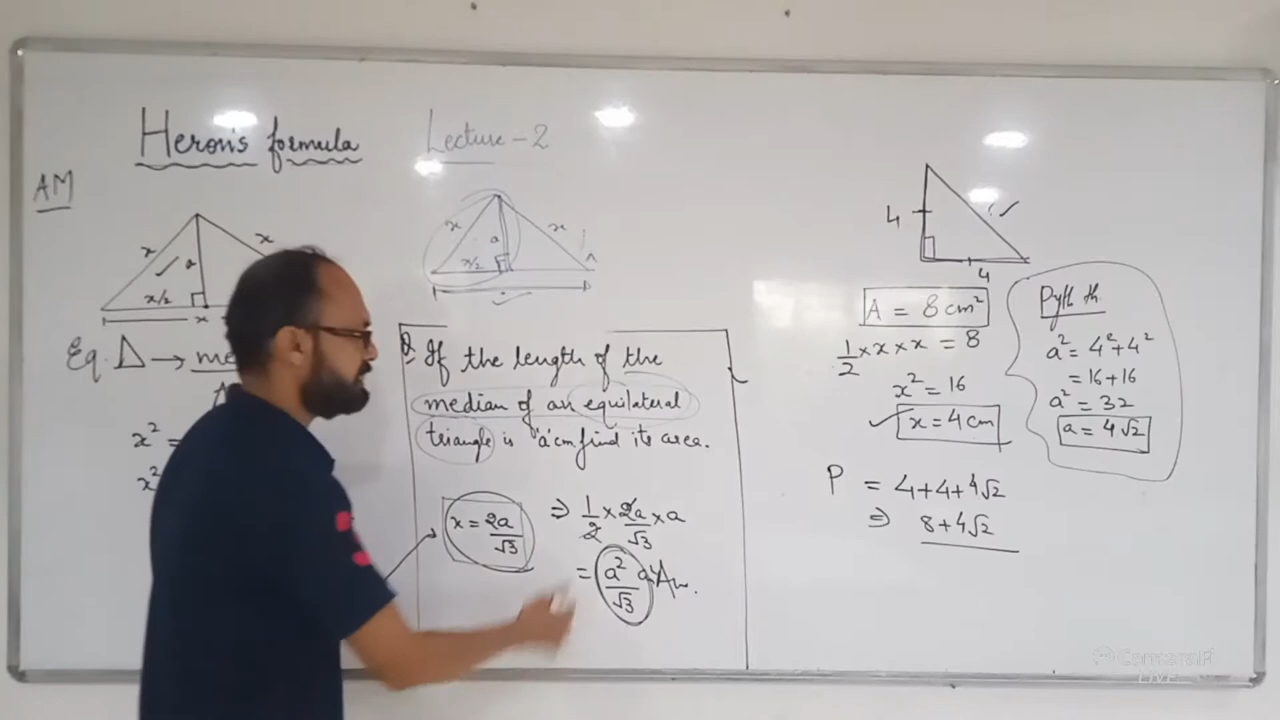 Heron's formula
Lecture - 2
AM
x
a
x
x/2
x
x
a
x
x/2
Eq. △ → me
x² =
x²
Q. If the length of the
median of an equilateral
triangle is 'a' cm find its area.
x = 2a/√3
⇒ 1/2 × 2a/√3 × a
= a²/√3
4
4
A = 8 cm²
1/2 × x × x = 8
x² = 16
x = 4 cm
P = 4+4+4√2
⇒ 8+4√2
Pyth th.
a² = 4²+4²
= 16+16
a² = 32
a = 4√2
CameraFi
LIVE